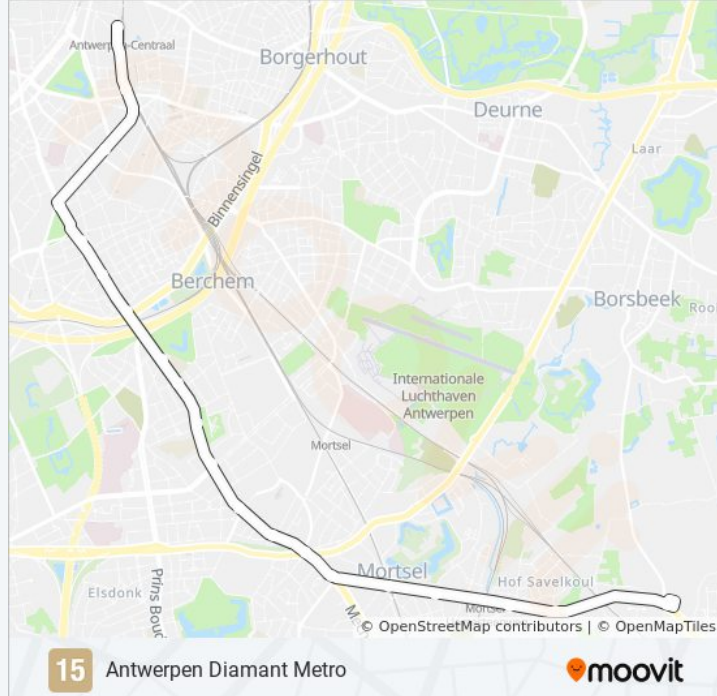 Antwerpen-Centraal
Borgerhout
Deurne
Laar
Binnensingel
Berchem
Borsbeek
Internationale
Luchthaven
Antwerpen
Mortsel
Mortsel
Hof Savelkoul
Elsdonk
Prins Boud
© OpenStreetMap contributors | © OpenMapTiles
15 Antwerpen Diamant Metro
moovit